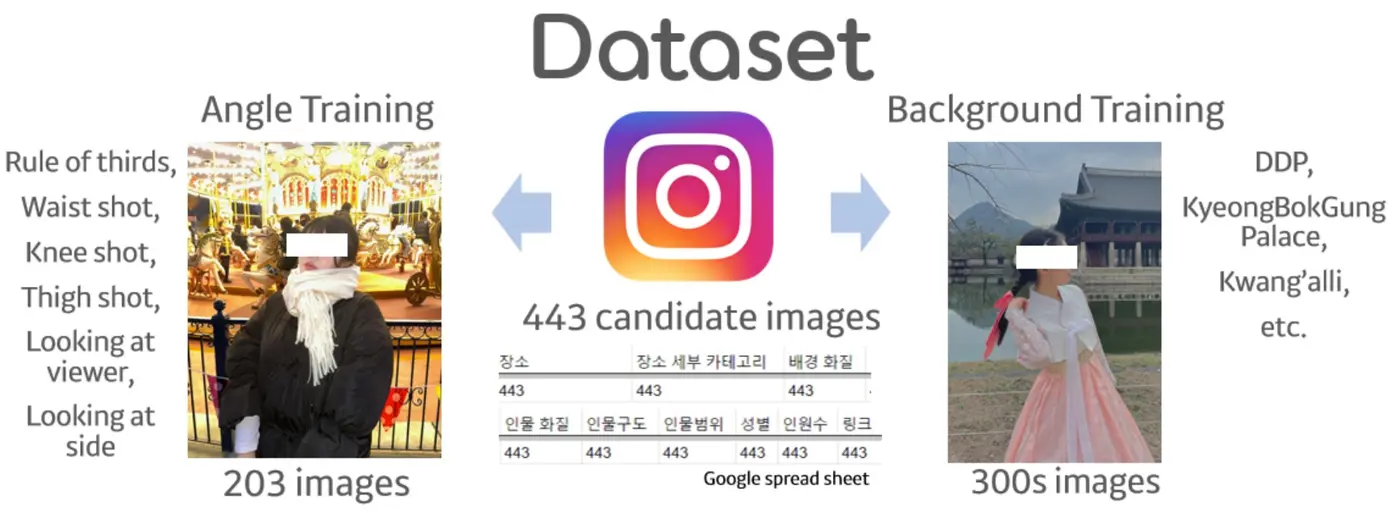 Dataset
Angle Training
Rule of thirds,
Waist shot,
Knee shot,
Thigh shot,
Looking at
viewer,
Looking at
side
203 images
443 candidate images
장소 장소 세부 카테고리 배경 화질
443 443 443
인물 화질 인물구도 인물범위 성별 인원수 링크
443 443 443 443 443 443
Google spread sheet
Background Training
DDP,
KyeongBokGung
Palace,
Kwang’alli,
etc.
300s images